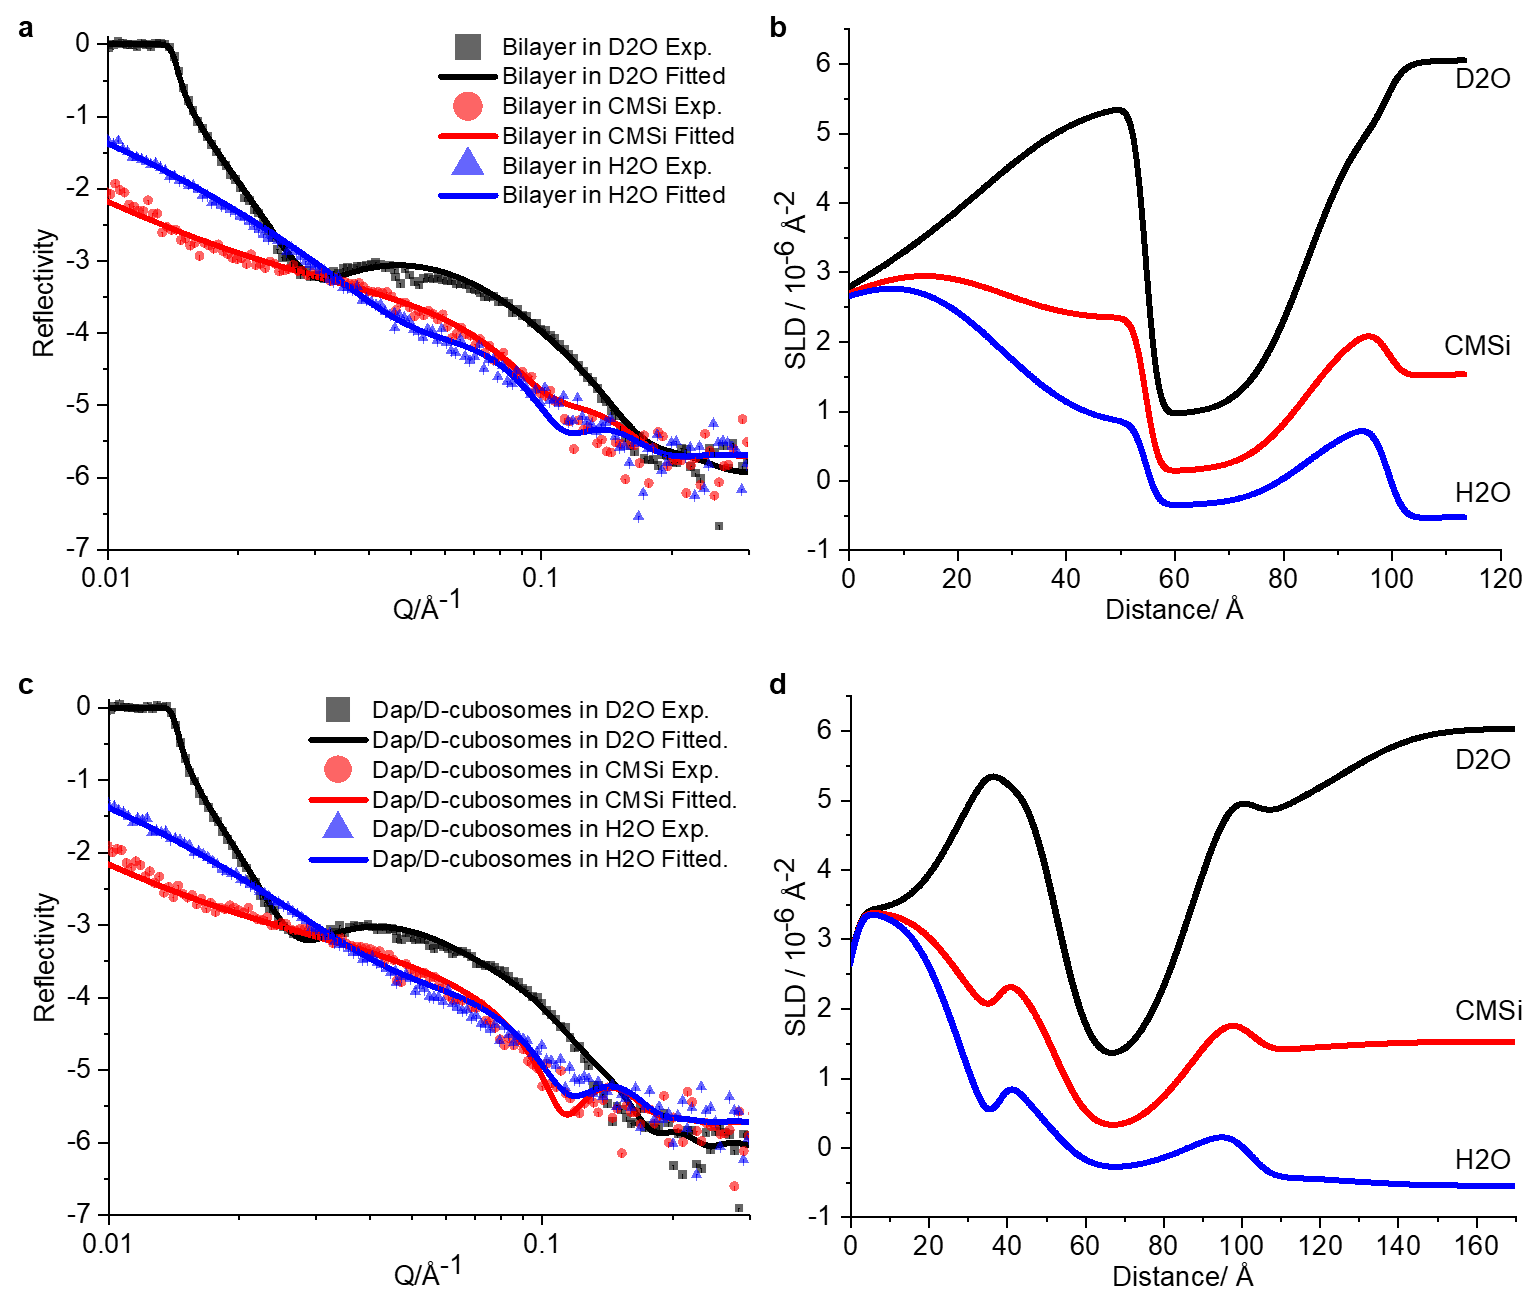 a
0
-1
-2
-3
-4
-5
-6
-7
0.01
0.1
Reflectivity
Q/Å-1
Bilayer in D2O Exp.
Bilayer in D2O Fitted
Bilayer in CMSi Exp.
Bilayer in CMSi Fitted
Bilayer in H2O Exp.
Bilayer in H2O Fitted
b
6
5
4
3
2
1
0
-1
0 20 40 60 80 100 120
SLD / 10-6 Å-2
Distance/ Å
D2O
CMSi
H2O
c
0
-1
-2
-3
-4
-5
-6
-7
0.01
0.1
Reflectivity
Q/Å-1
Dap/D-cubosomes in D2O Exp.
Dap/D-cubosomes in D2O Fitted.
Dap/D-cubosomes in CMSi Exp.
Dap/D-cubosomes in CMSi Fitted.
Dap/D-cubosomes in H2O Exp.
Dap/D-cubosomes in H2O Fitted.
d
6
5
4
3
2
1
0
-1
0 20 40 60 80 100 120 140 160
SLD / 10-6 Å-2
Distance/ Å
D2O
CMSi
H2O